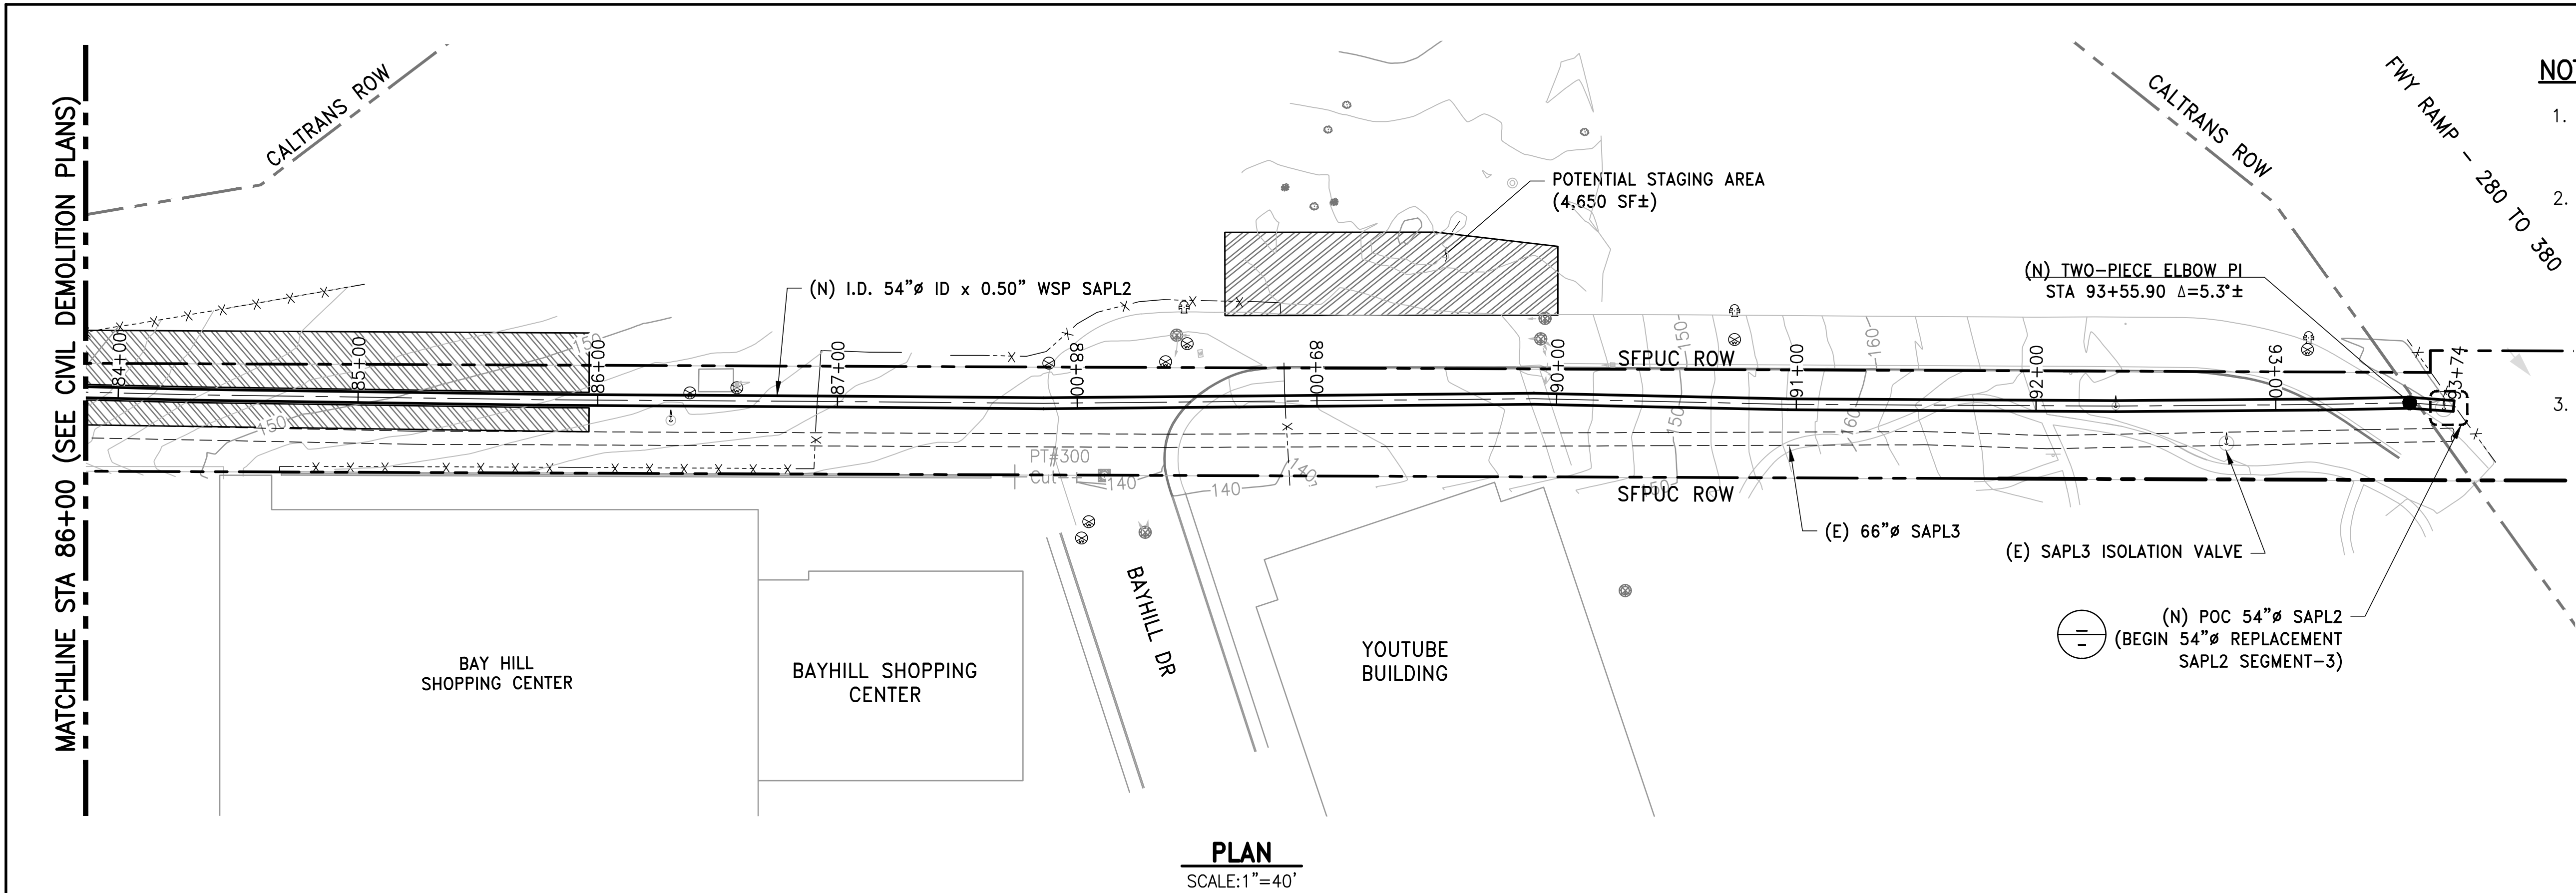 MATCHLINE STA 86+00 (SEE CIVIL DEMOLITION PLANS)
CALTRANS ROW
CALTRANS ROW
FWY RAMP - 280 TO 380
NOT
1.
2.
3.
POTENTIAL STAGING AREA
(4,650 SF±)
(N) I.D. 54"ø ID x 0.50" WSP SAPL2
(N) TWO-PIECE ELBOW PI
STA 93+55.90 Δ=5.3°±
84+00
85+00
86+00
87+00
88+00
89+00
90+00
91+00
92+00
93+00
93+74
150
150
150
160
150
160
150
SFPUC ROW
SFPUC ROW
PT#300
Cut
140
140
140
(E) 66"ø SAPL3
(E) SAPL3 ISOLATION VALVE
(N) POC 54"ø SAPL2
(BEGIN 54"ø REPLACEMENT
SAPL2 SEGMENT-3)
-
-
BAY HILL
SHOPPING CENTER
BAYHILL SHOPPING
CENTER
BAYHILL DR
YOUTUBE
BUILDING
PLAN
SCALE:1"=40'